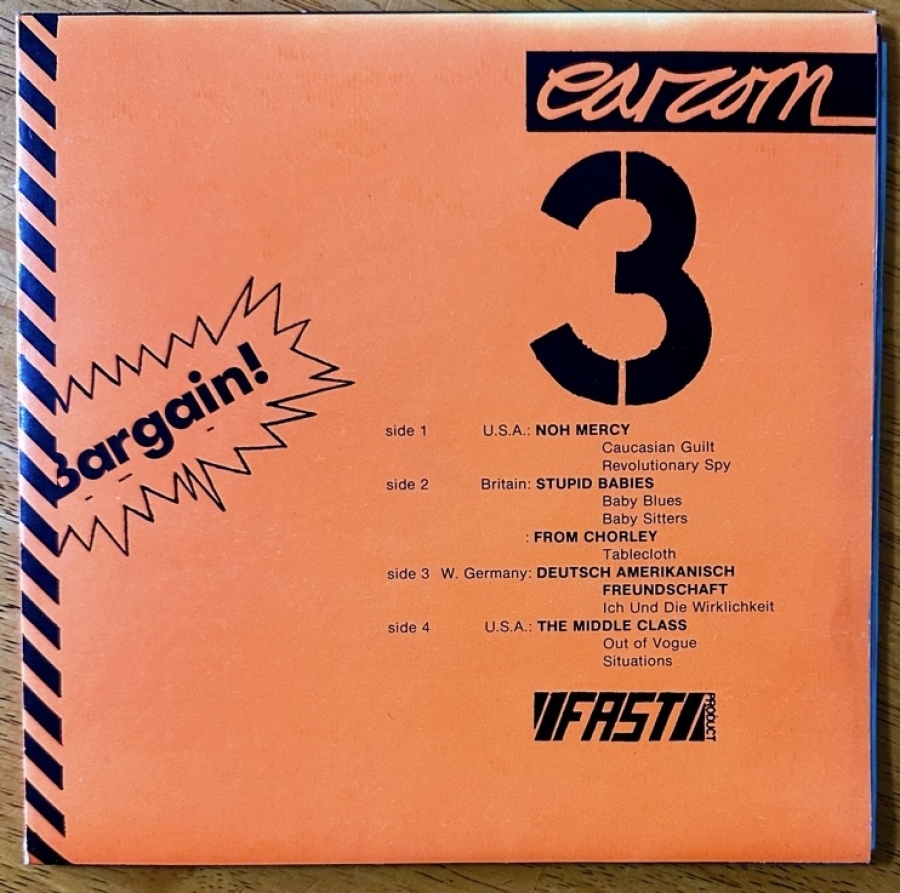 earcom
3
Bargain!
side 1 U.S.A.: NOH MERCY
Caucasian Guilt
Revolutionary Spy
side 2 Britain: STUPID BABIES
Baby Blues
Baby Sitters
: FROM CHORLEY
Tablecloth
side 3 W. Germany: DEUTSCH AMERIKANISCH
FREUNDSCHAFT
Ich Und Die Wirklichkeit
side 4 U.S.A.: THE MIDDLE CLASS
Out of Vogue
Situations
FAST PRODUCT